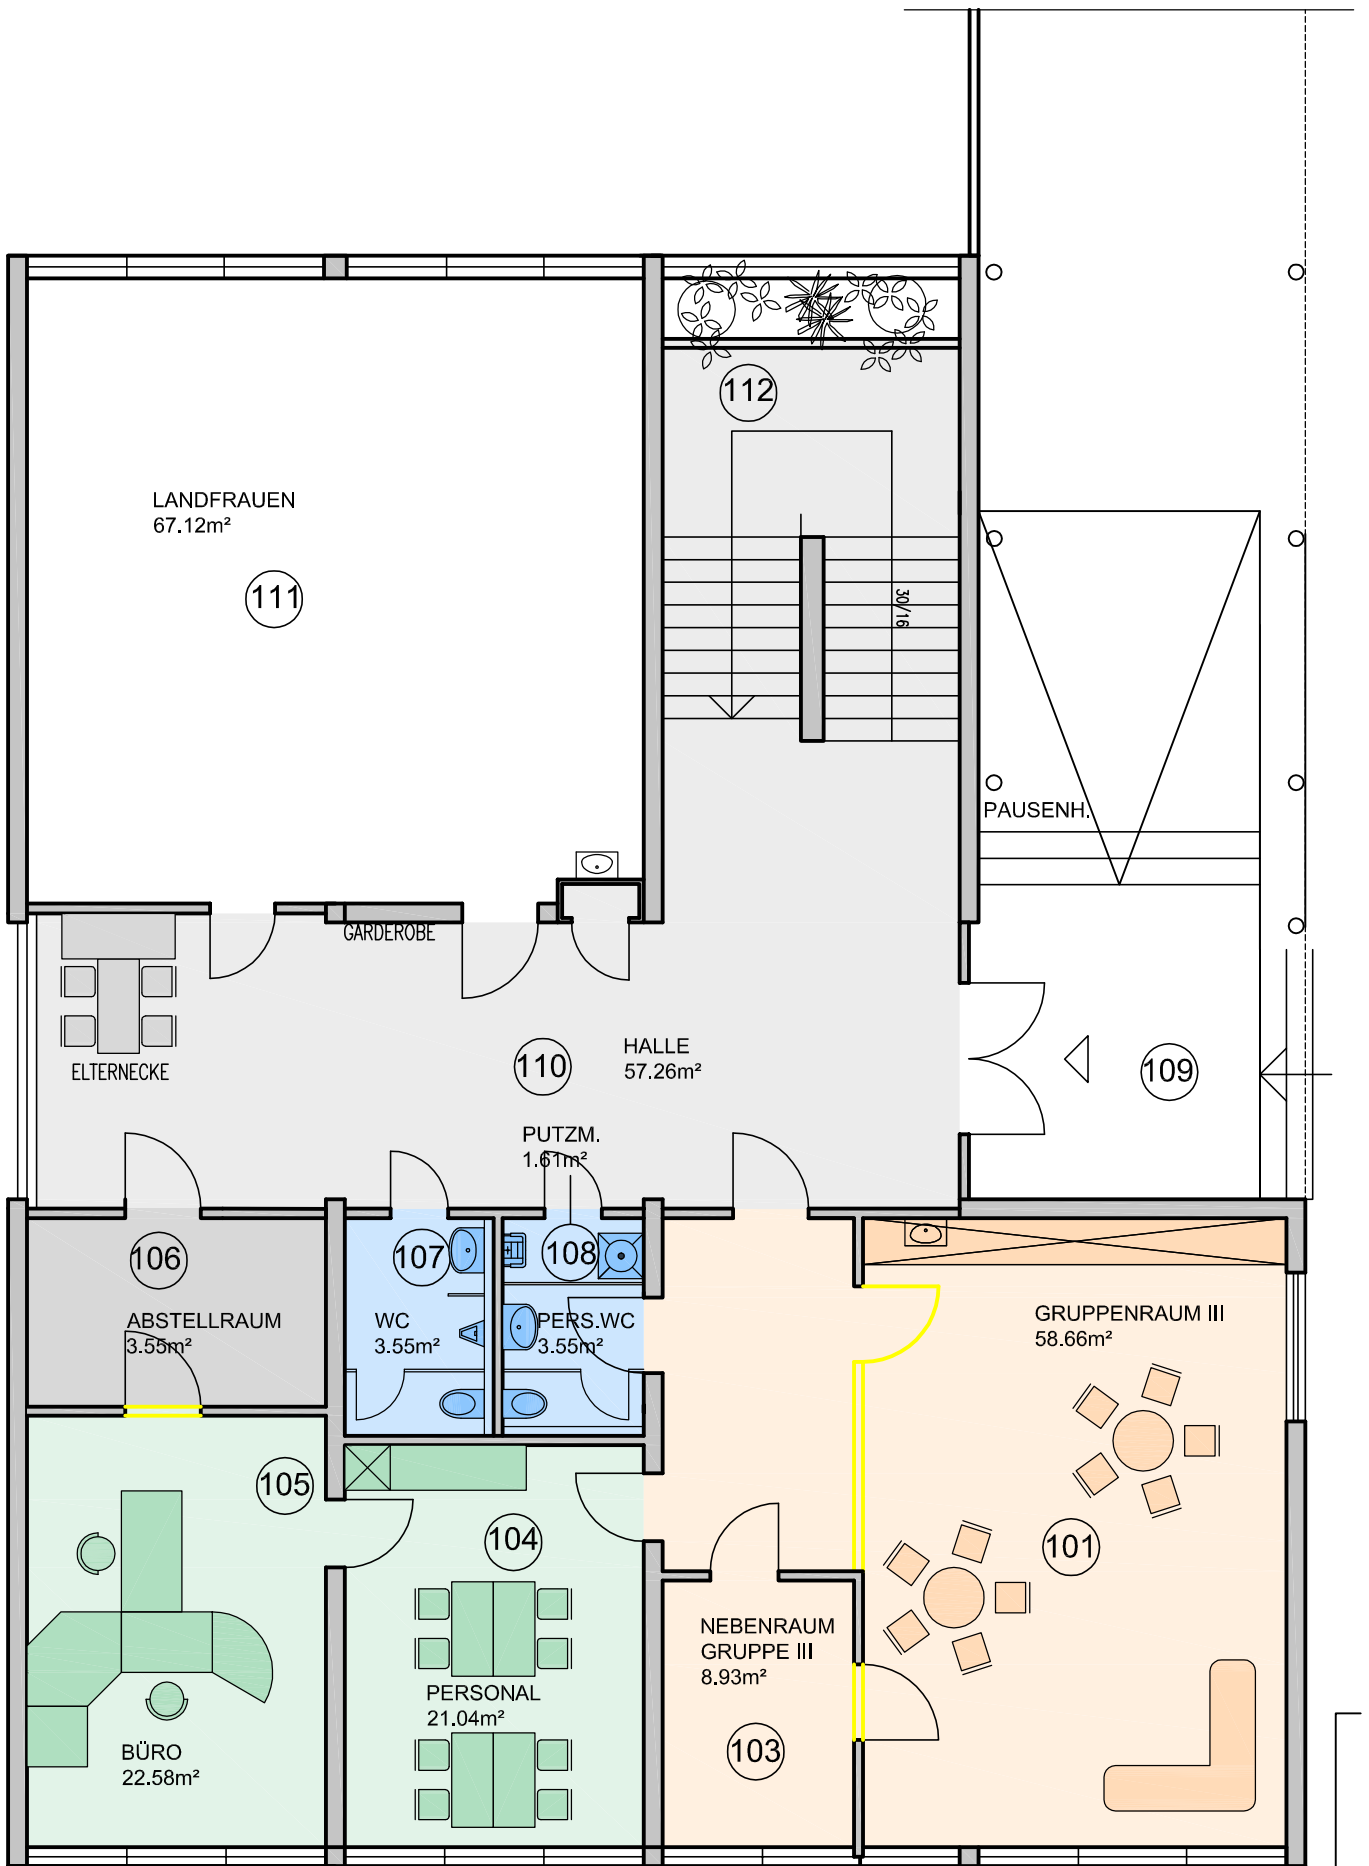 112
LANDFRAUEN
67.12m²
111
30/16
PAUSENH.
GARDEROBE
ELTERNECKE
110
HALLE
57.26m²
109
PUTZM.
1.61m²
106
ABSTELLRAUM
3.55m²
107
WC
3.55m²
108
PERS.WC
3.55m²
GRUPPENRAUM III
58.66m²
105
104
101
NEBENRAUM
GRUPPE III
8.93m²
PERSONAL
21.04m²
BÜRO
22.58m²
103